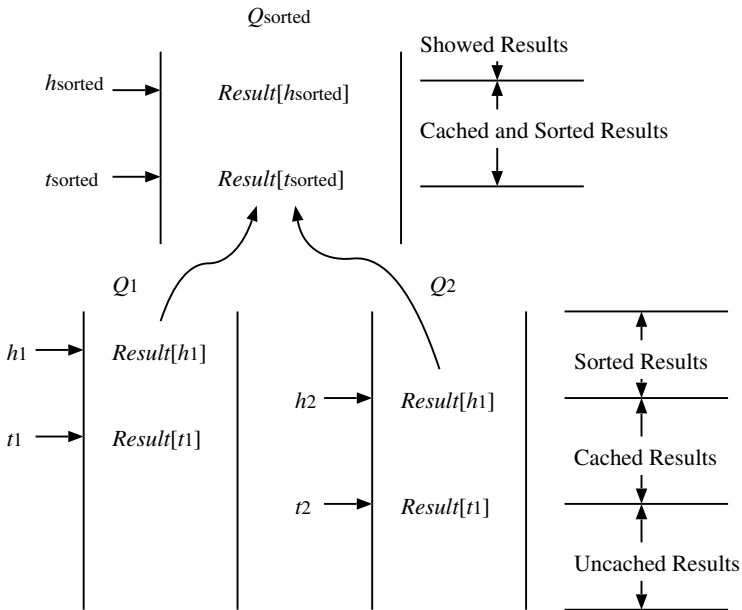 Qsorted
Showed Results
hsorted
Result[hsorted]
Cached and Sorted Results
tsorted
Result[tsorted]
Q1
Q2
h1
Result[h1]
Sorted Results
h2
Result[h1]
t1
Result[t1]
Cached Results
t2
Result[t1]
Uncached Results